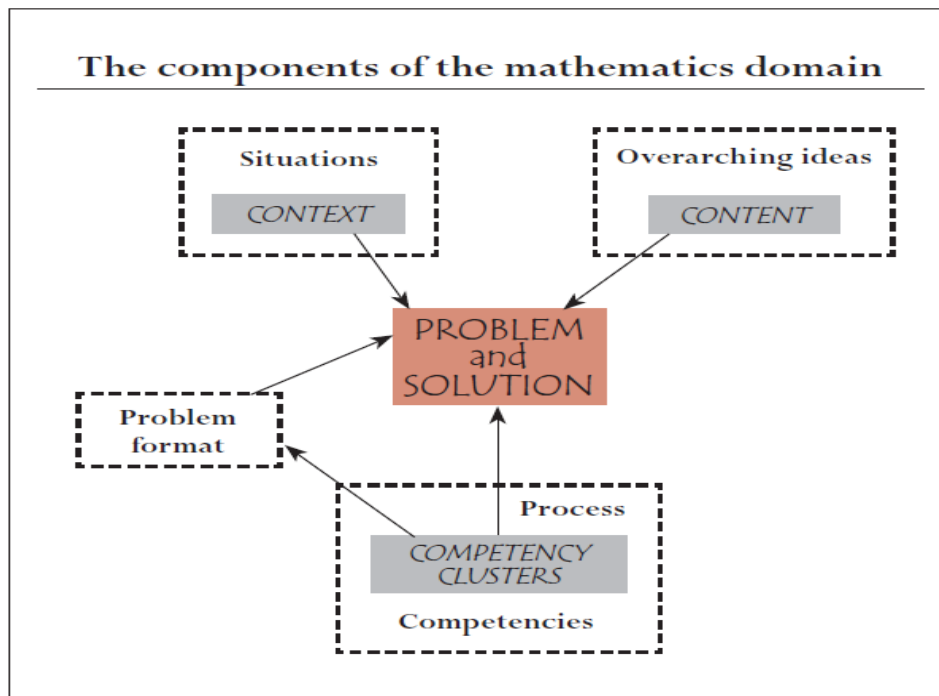 The components of the mathematics domain
Situations
CONTEXT
Overarching ideas
CONTENT
PROBLEM
and
SOLUTION
Problem
format
Process
COMPETENCY
CLUSTERS
Competencies